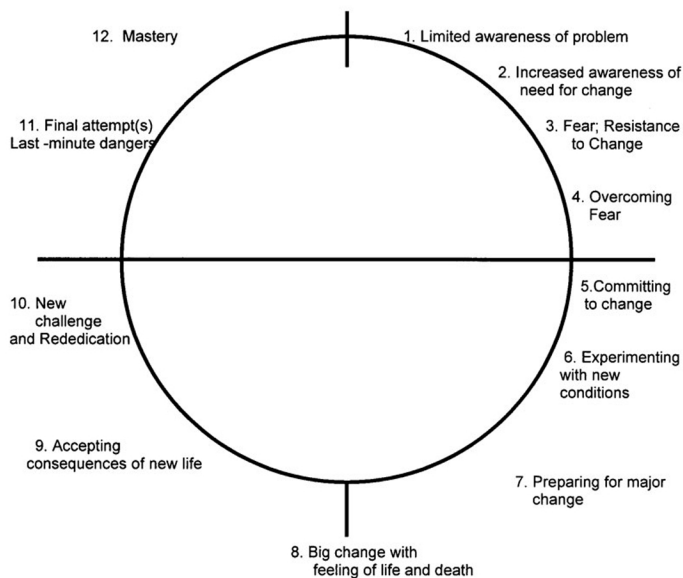 12. Mastery
1. Limited awareness of problem
2. Increased awareness of
need for change
3. Fear; Resistance
to Change
4. Overcoming
Fear
5.Committing
to change
6. Experimenting
with new
conditions
7. Preparing for major
change
8. Big change with
feeling of life and death
9. Accepting
consequences of new life
10. New
challenge
and Rededication
11. Final attempt(s)
Last -minute dangers